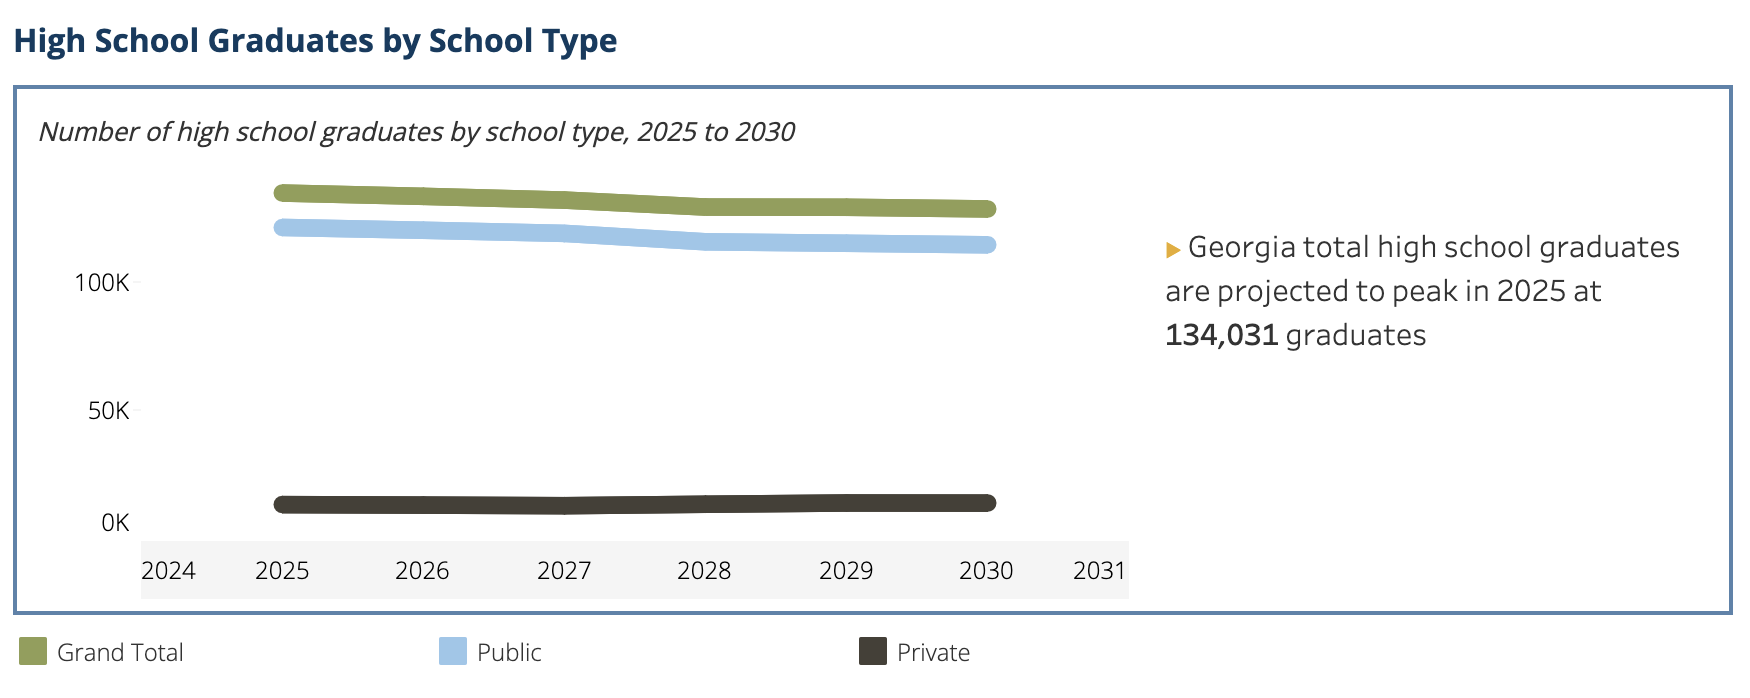 High School Graduates by School Type
Number of high school graduates by school type, 2025 to 2030
100K
50K
0K
2024 2025 2026 2027 2028 2029 2030 2031
▶ Georgia total high school graduates
are projected to peak in 2025 at
134,031 graduates
Grand Total Public Private